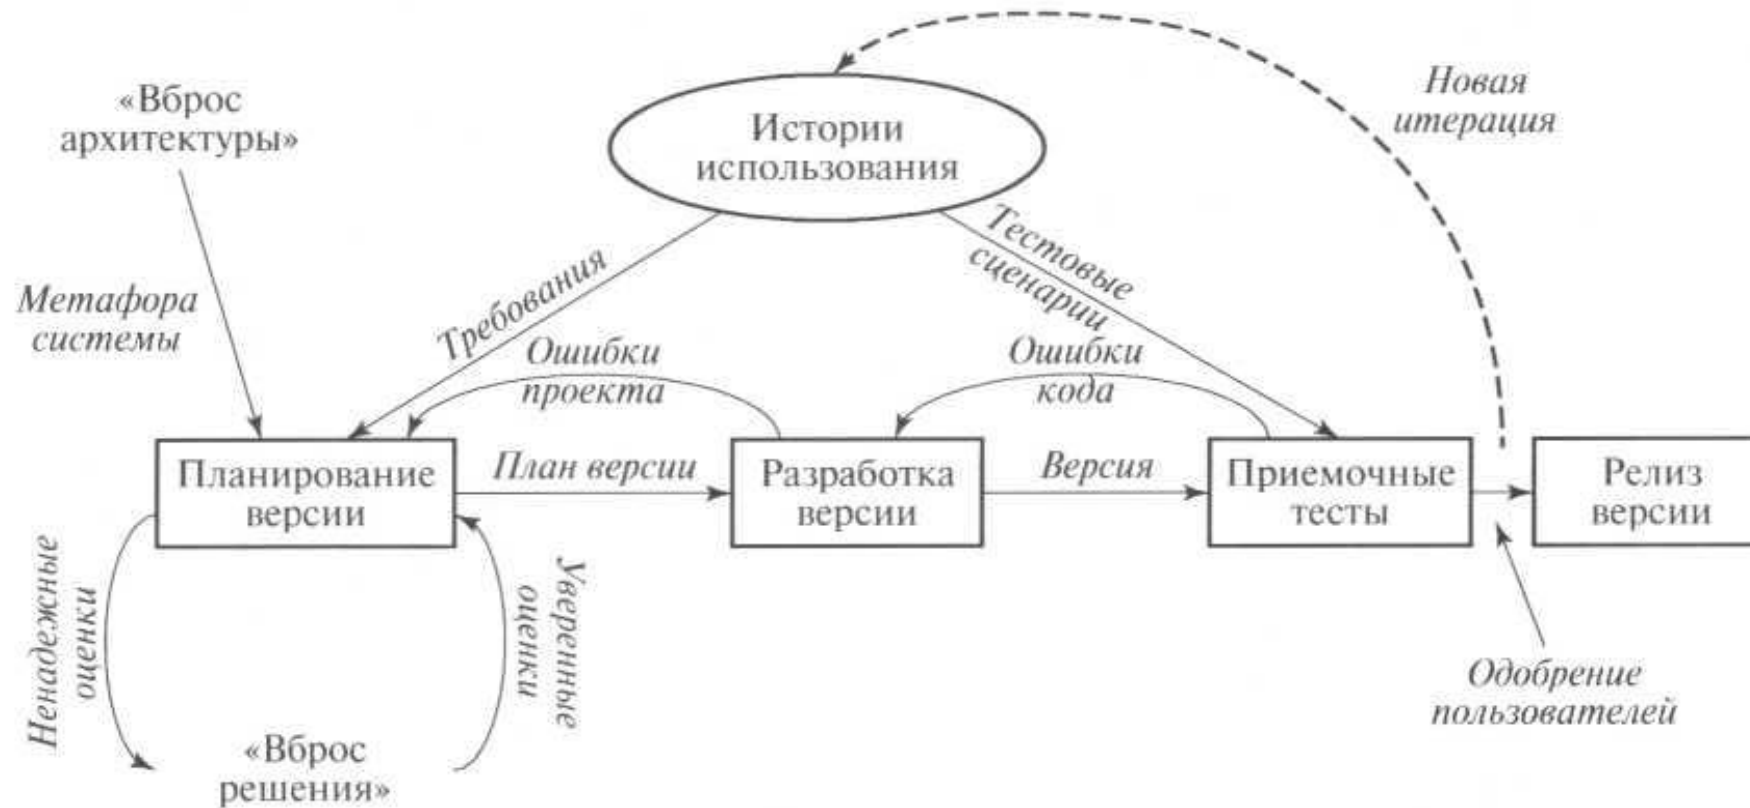 «Вброс
архитектуры»
Истории
использования
Новая
итерация
Метафора
системы
Требования
Тестовые
сценарии
Ошибки
проекта
Ошибки
кода
Планирование
версии
План версии
Разработка
версии
Версия
Приемочные
тесты
Релиз
версии
Ненадежные
оценки
Уверенные
оценки
«Вброс
решения»
Одобрение
пользователей